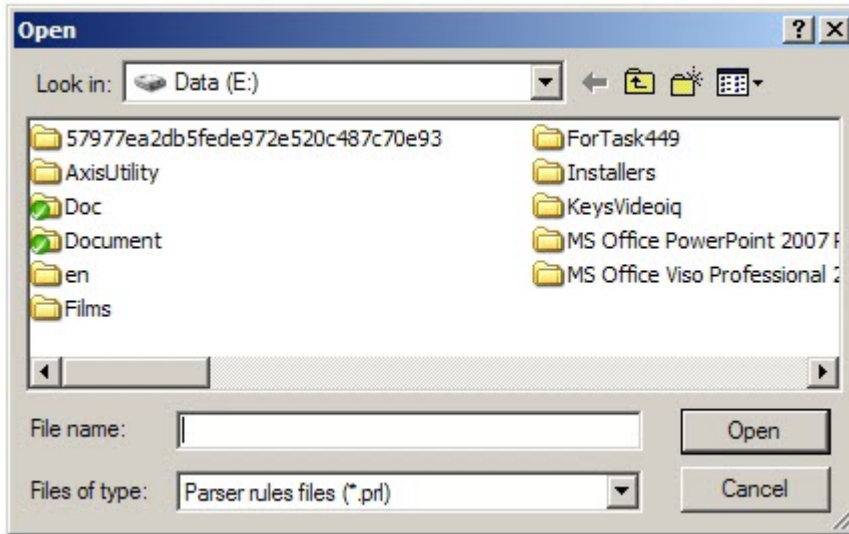 Open
Look in: Data (E:)
57977ea2db5fede972e520c487c70e93
AxisUtility
Doc
Document
en
Films
ForTask449
Installers
KeysVideoiq
MS Office PowerPoint 2007
MS Office Viso Professional
File name:
Open
Files of type: Parser rules files (*.prl)
Cancel